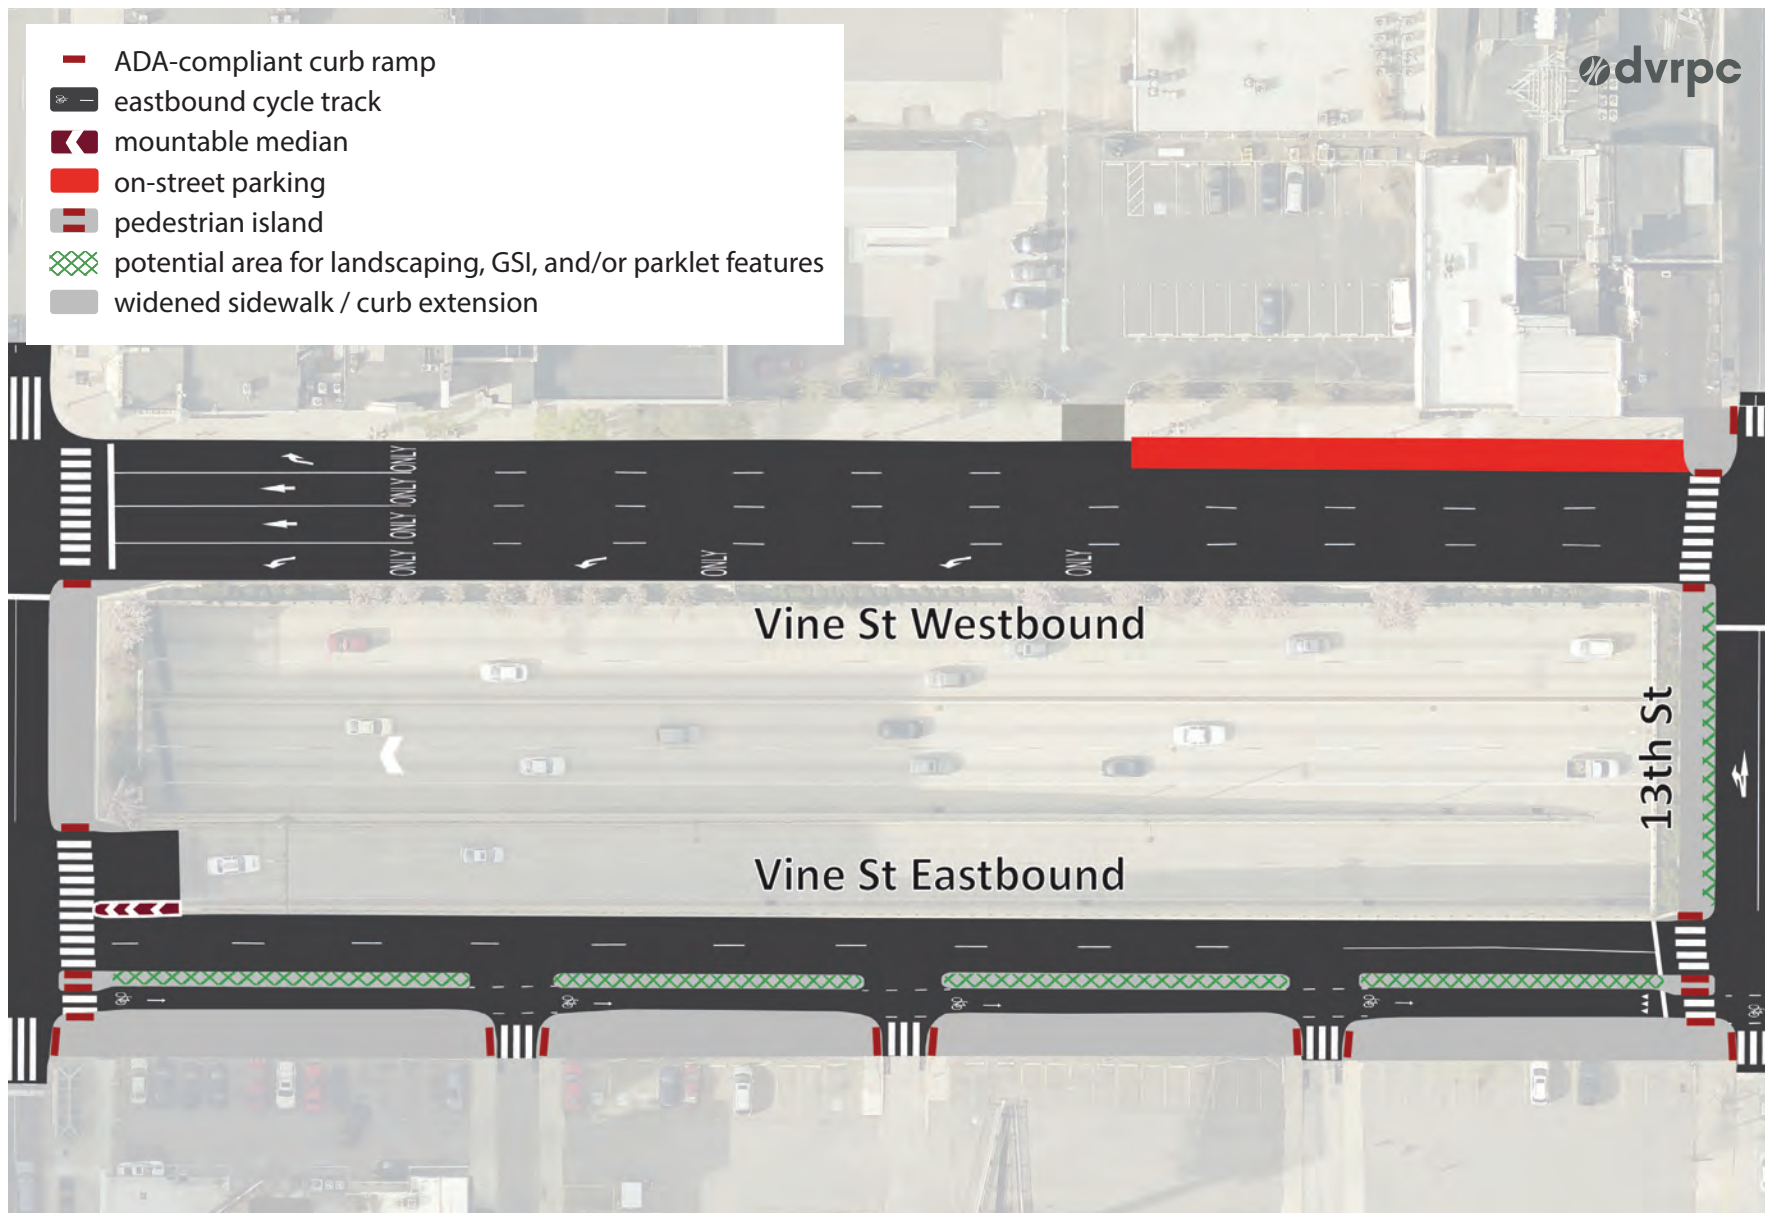 ADA-compliant curb ramp
eastbound cycle track
mountable median
on-street parking
pedestrian island
potential area for landscaping, GSI, and/or parklet features
widened sidewalk / curb extension
dvrpc
ONLY
ONLY
ONLY
ONLY
ONLY
ONLY
Vine St Westbound
13th St
Vine St Eastbound